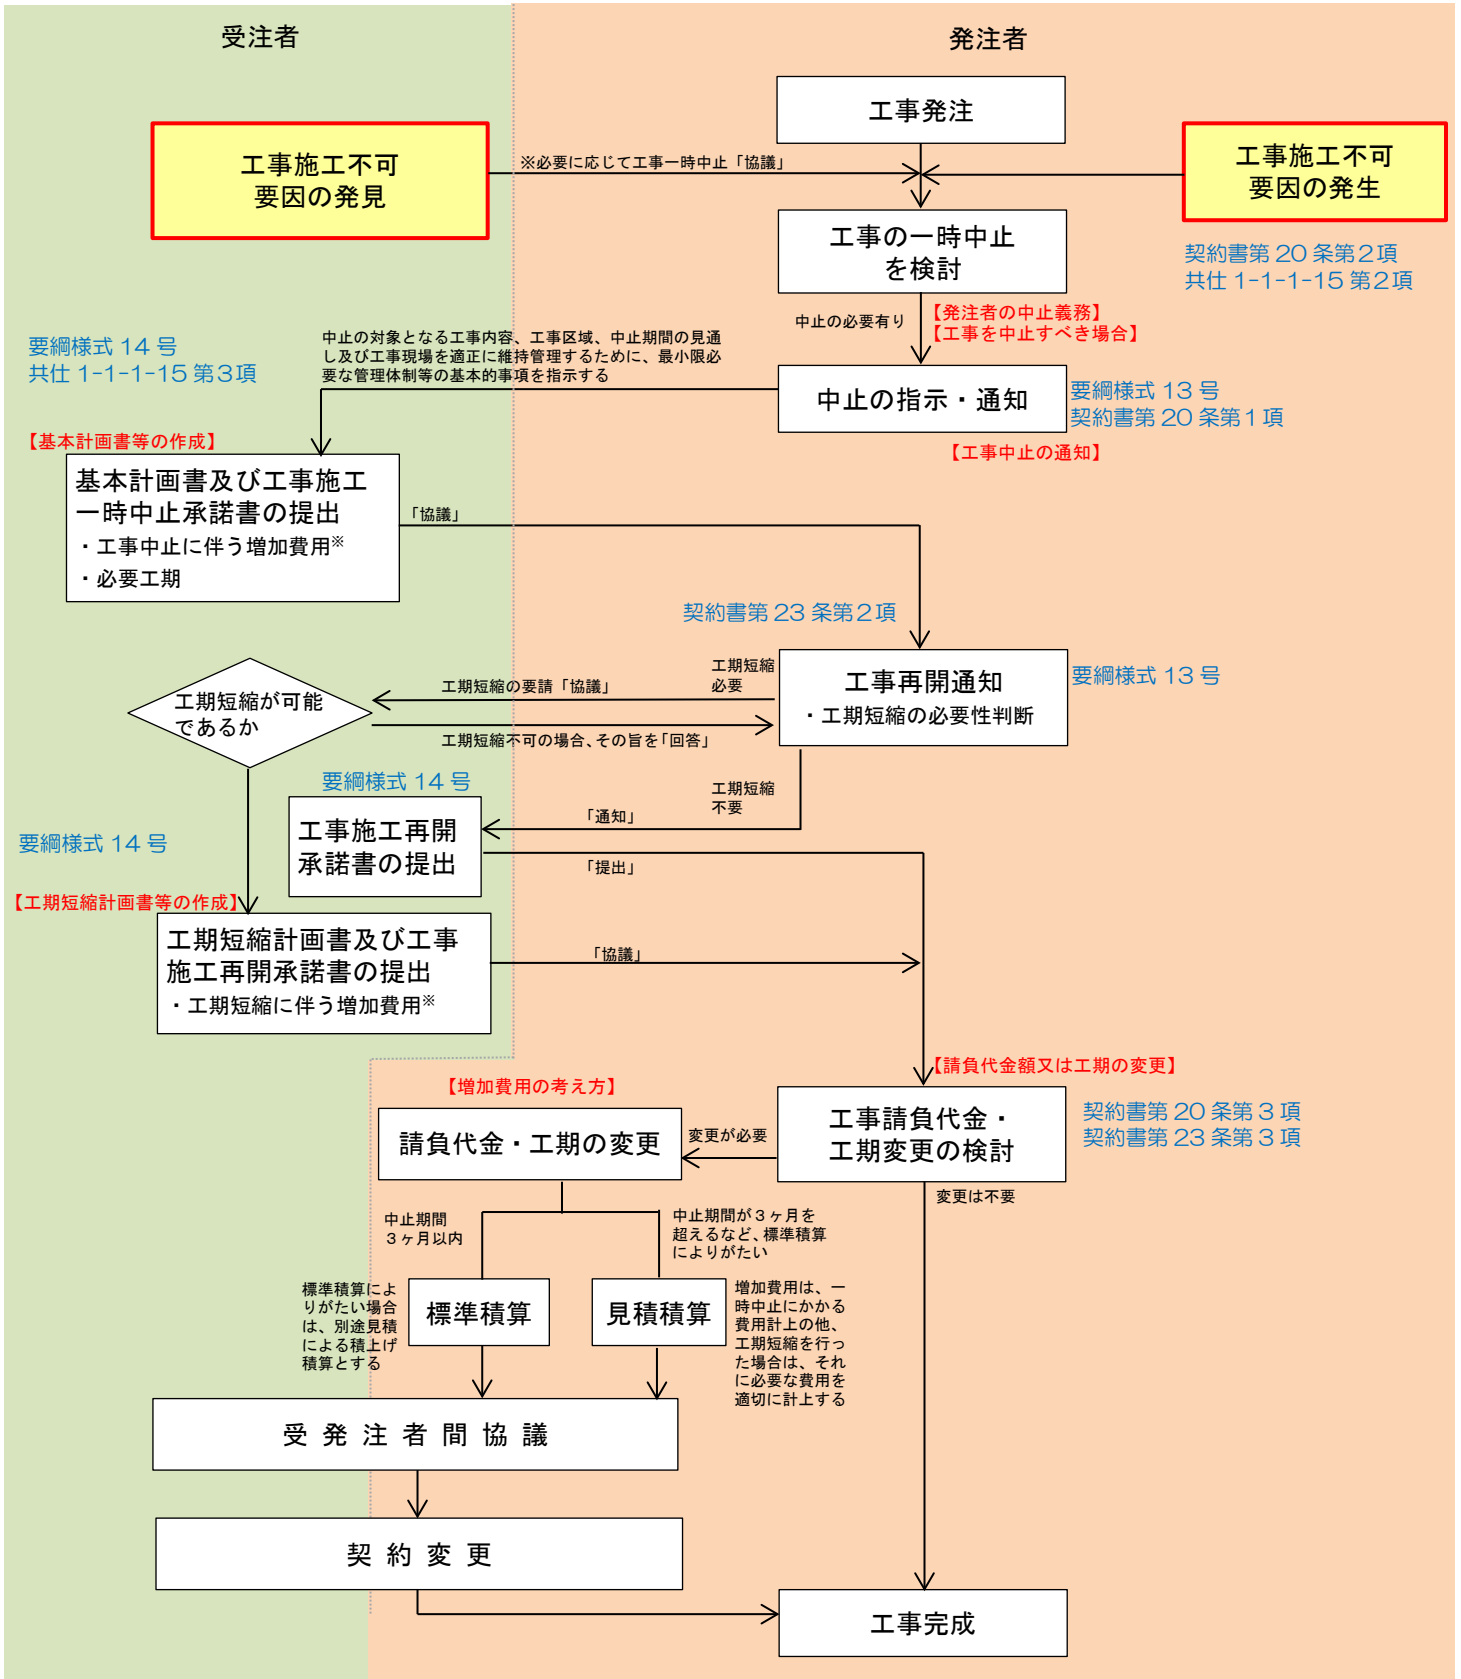 受注者
発注者
工事発注
工事施工不可
要因の発見
※必要に応じて工事一時中止「協議」
工事施工不可
要因の発生
工事の一時中止
を検討
契約書第 20 条第２項
共仕 1-1-1-15 第２項
中止の必要有り
【発注者の中止義務】
【工事を中止すべき場合】
要綱様式 14 号
共仕 1-1-1-15 第３項
中止の対象となる工事内容、工事区域、中止期間の見通
し及び工事現場を適正に維持管理するために、最小限必
要な管理体制等の基本的事項を指示する
中止の指示・通知
要綱様式 13 号
契約書第 20 条第１項
【工事中止の通知】
【基本計画書等の作成】
基本計画書及び工事施工
一時中止承諾書の提出
・工事中止に伴う増加費用※
・必要工期
「協議」
契約書第 23 条第２項
工事再開通知
・工期短縮の必要性判断
要綱様式 13 号
工期短縮
必要
工期短縮の要請「協議」
工期短縮が可能
であるか
工期短縮不可の場合、その旨を「回答」
工期短縮
不要
「通知」
要綱様式 14 号
工事施工再開
承諾書の提出
「提出」
要綱様式 14 号
【工期短縮計画書等の作成】
工期短縮計画書及び工事
施工再開承諾書の提出
・工期短縮に伴う増加費用※
「協議」
【請負代金額又は工期の変更】
【増加費用の考え方】
工事請負代金・
工期変更の検討
契約書第 20 条第 3 項
契約書第 23 条第 3 項
変更が必要
請負代金・工期の変更
変更は不要
中止期間
３ヶ月以内
中止期間が３ヶ月を
超えるなど、標準積算
によりがたい
標準積算によ
りがたい場合
は、別途見積
による積上げ
積算とする
標準積算
見積積算
増加費用は、一
時中止にかかる
費用計上の他、
工期短縮を行っ
た場合は、それ
に必要な費用を
適切に計上する
受 発 注 者 間 協 議
契 約 変 更
工事完成